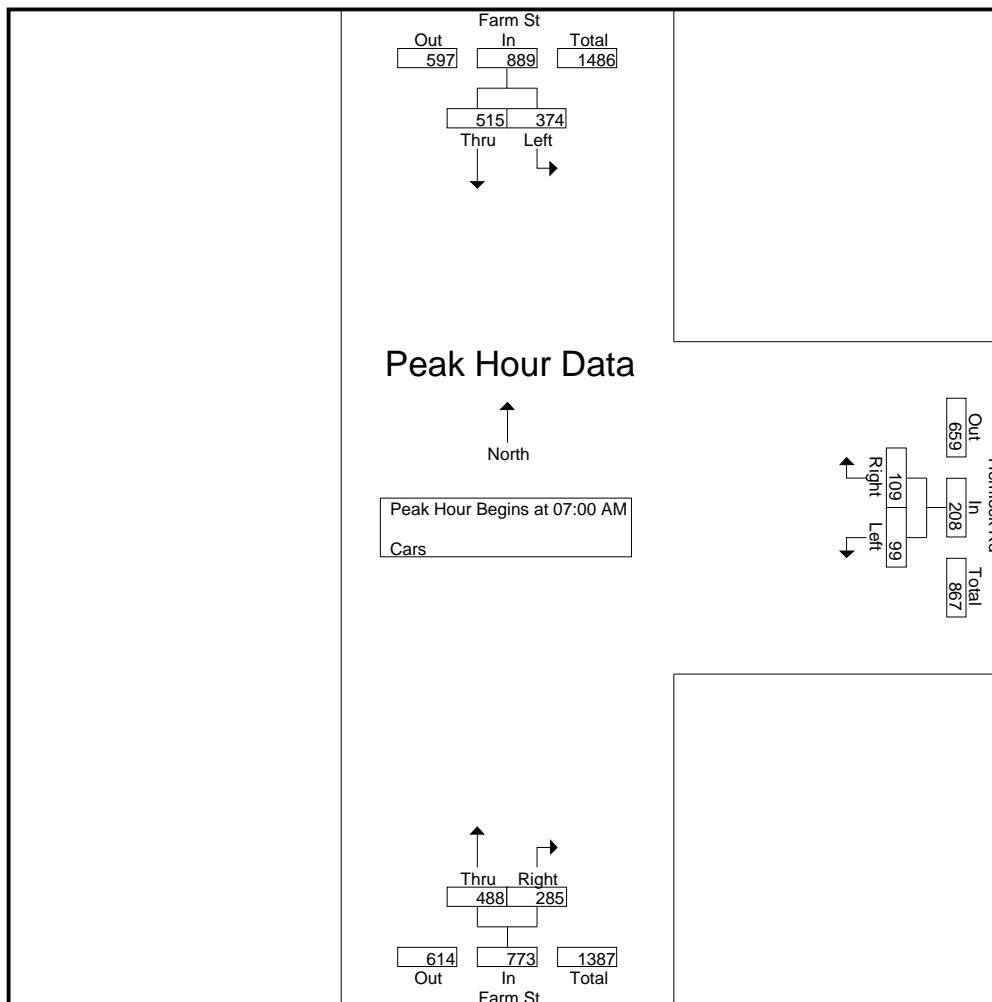 Farm St
Out In Total
597 889 1486
515 374
Thru Left
Peak Hour Data
North
Peak Hour Begins at 07:00 AM
Cars
Out In Total
659 208 867
109 99
Right Left
Thru Right
488 285
614 773 1387
Out In Total
Farm St